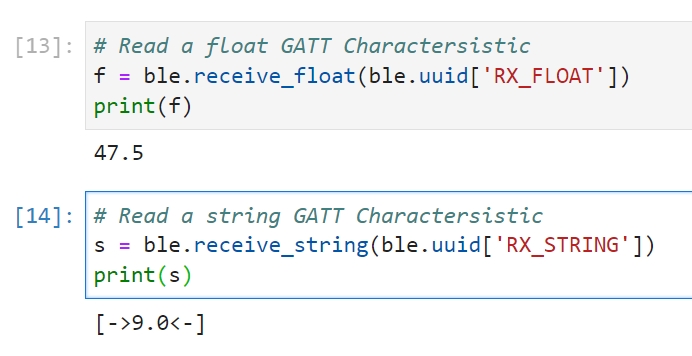 [13]: # Read a float GATT Charactersistic
f = ble.receive_float(ble.uuid['RX_FLOAT'])
print(f)
47.5
[14]: # Read a string GATT Charactersistic
s = ble.receive_string(ble.uuid['RX_STRING'])
print(s)
[->9.0<-]